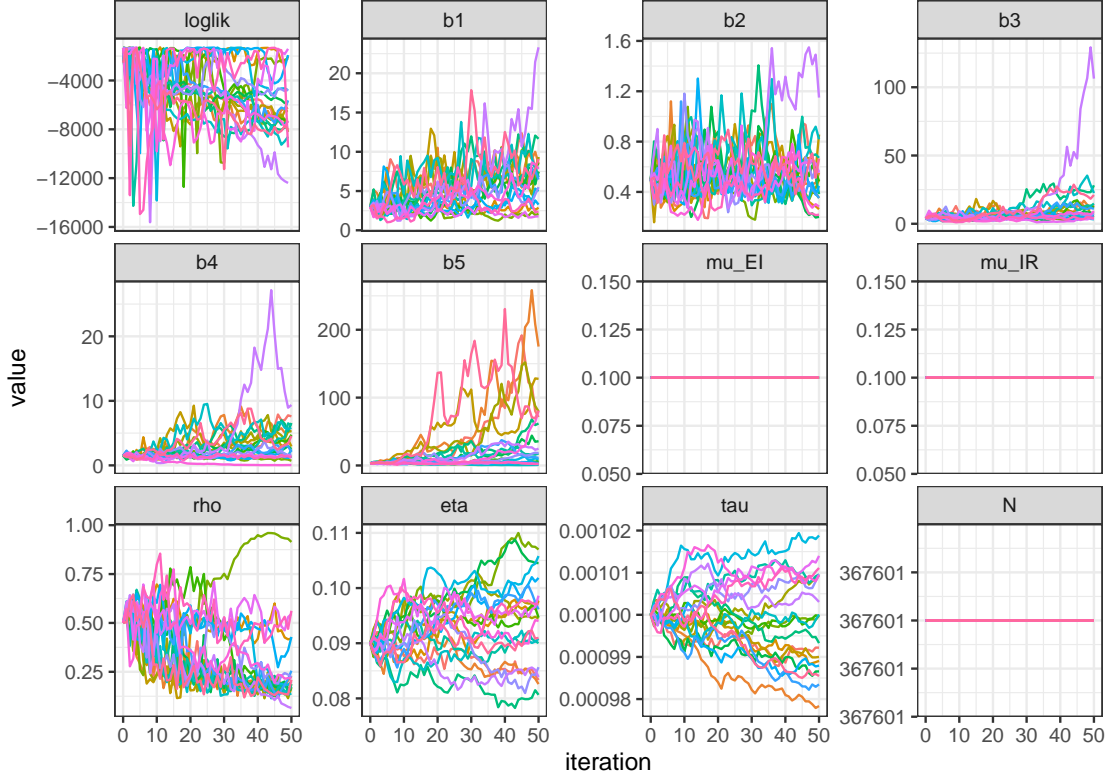 loglik b1 b2 b3
−4000 −8000 −12000 −16000
20 15 10 5 0
1.6 1.2 0.8 0.4
100 50 0
b4 b5 mu_EI mu_IR
20 10 0
200 100 0
0.150 0.125 0.100 0.075 0.050
0.150 0.125 0.100 0.075 0.050
value
rho eta tau N
1.00 0.75 0.50 0.25
0.11 0.10 0.09 0.08
0.00102 0.00101 0.00100 0.00099 0.00098
367601 367601 367601 367601
0 10 20 30 40 50 0 10 20 30 40 50 0 10 20 30 40 50 0 10 20 30 40 50
iteration